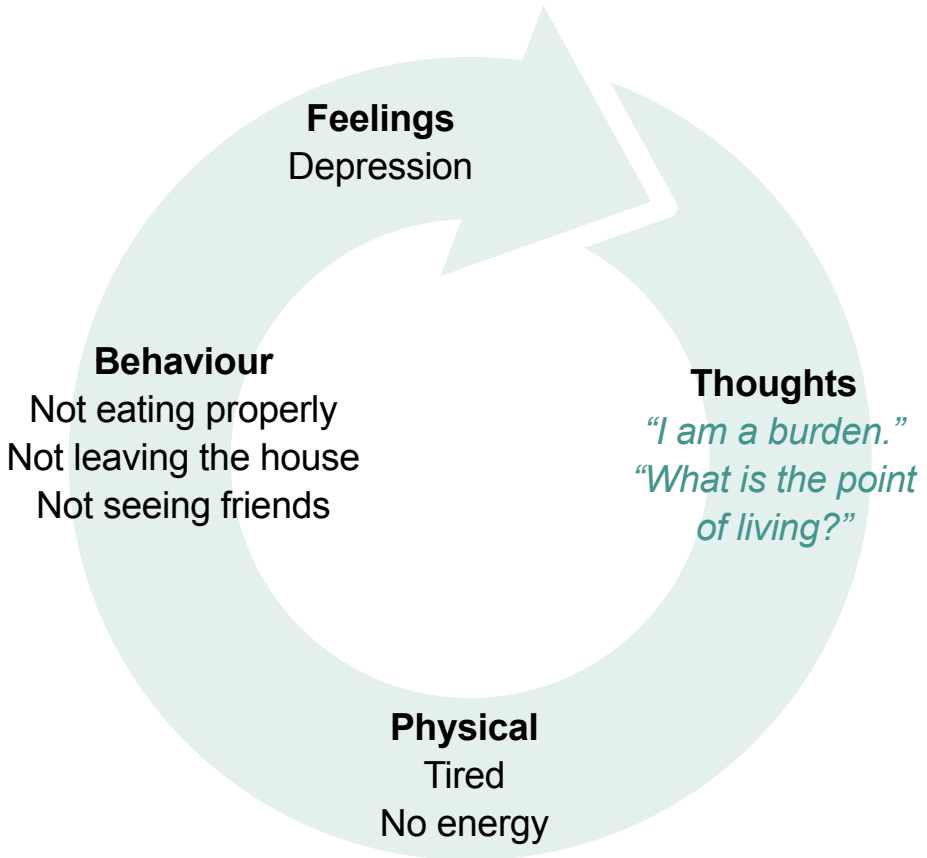 Feelings
Depression
Thoughts
“I am a burden.”
“What is the point
of living?”
Physical
Tired
No energy
Behaviour
Not eating properly
Not leaving the house
Not seeing friends